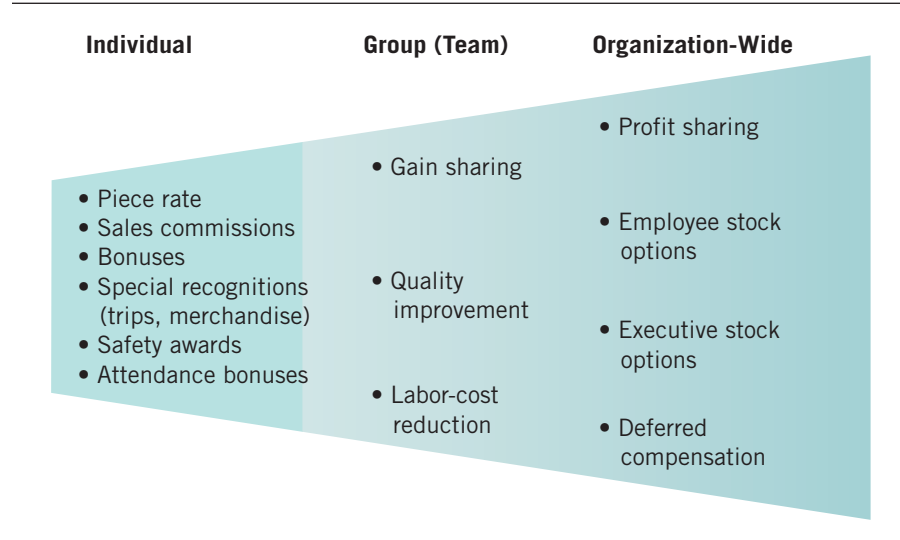 Individual
Group (Team)
Organization-Wide
• Piece rate
• Sales commissions
• Bonuses
• Special recognitions
(trips, merchandise)
• Safety awards
• Attendance bonuses
• Gain sharing
• Quality
improvement
• Labor-cost
reduction
• Profit sharing
• Employee stock
options
• Executive stock
options
• Deferred
compensation